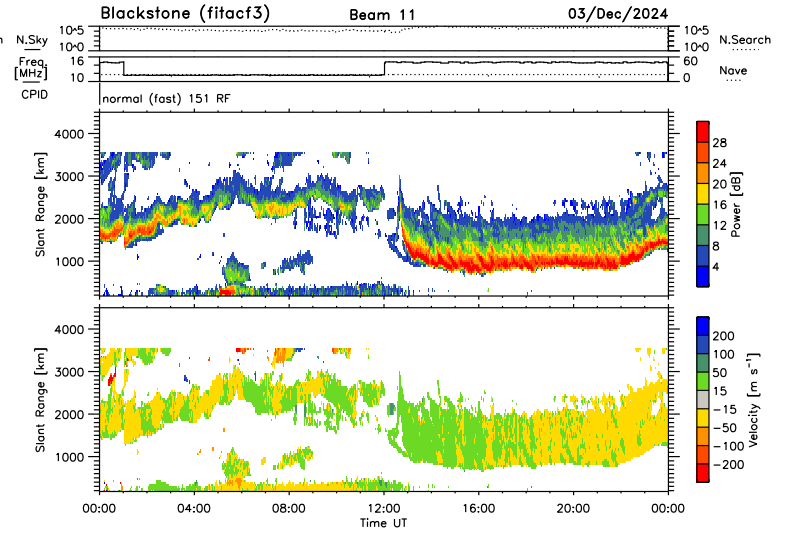 Blackstone (fitacf3) Beam 11 03/Dec/2024
n N.Sky 10^5 10^5 N.Search
10^0 10^0
Freq. [MHz] 16 60 Nave
10 0
CPID normal (fast) 151 RF
Slant Range [km]
4000
3000
2000
1000
Power [dB]
28
24
20
16
12
8
4
Slant Range [km]
4000
3000
2000
1000
Velocity [m s⁻¹]
200
100
50
15
−15
−50
−100
−200
00:00 04:00 08:00 12:00 16:00 20:00 00:00
Time UT